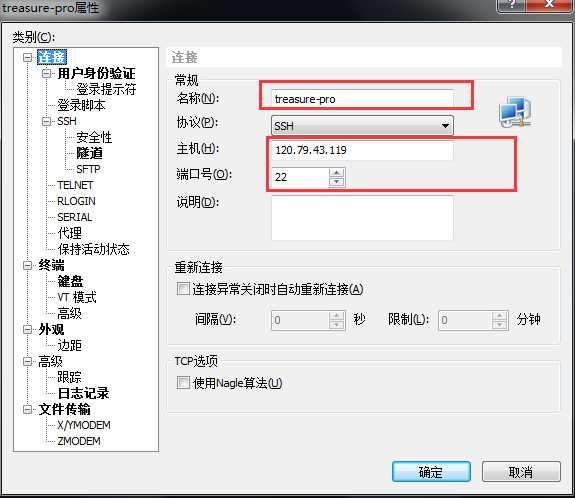 treasure-pro属性
类别(C):
连接
用户身份验证
登录提示符
登录脚本
SSH
安全性
隧道
SFTP
TELNET
RLOGIN
SERIAL
代理
保持活动状态
终端
键盘
VT 模式
高级
外观
边距
高级
跟踪
日志记录
文件传输
X/YMODEM
ZMODEM
连接
常规
名称(N): treasure-pro
协议(P): SSH
主机(H): 120.79.43.119
端口号(O): 22
说明(D):
重新连接
连接异常关闭时自动重新连接(A)
间隔(V): 0 秒 限制(L): 0 分钟
TCP选项
使用Nagle算法(U)
确定 取消